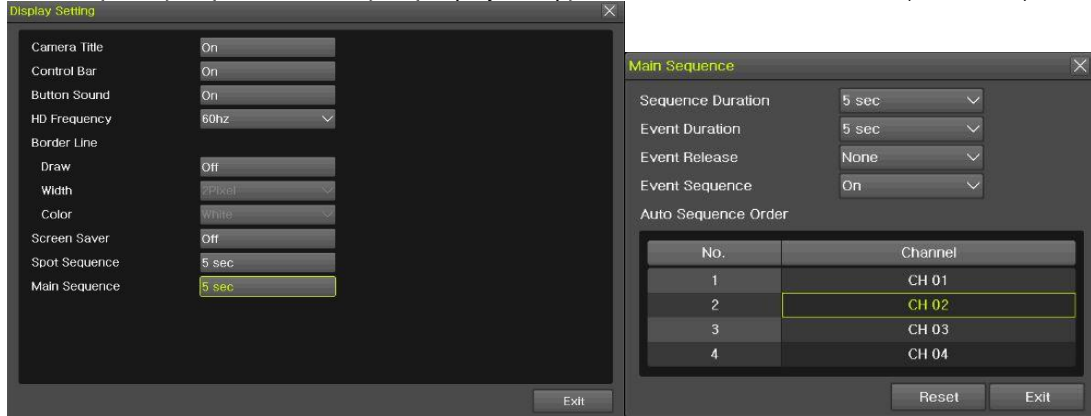 Display Setting
Camera Title On
Control Bar On
Button Sound On
HD Frequency 60hz
Border Line
Draw Off
Width 2Pixel
Color White
Screen Saver Off
Spot Sequence 5 sec
Main Sequence 5 sec
Exit
Main Sequence
Sequence Duration 5 sec
Event Duration 5 sec
Event Release None
Event Sequence On
Auto Sequence Order
No. Channel
1 CH 01
2 CH 02
3 CH 03
4 CH 04
Reset Exit